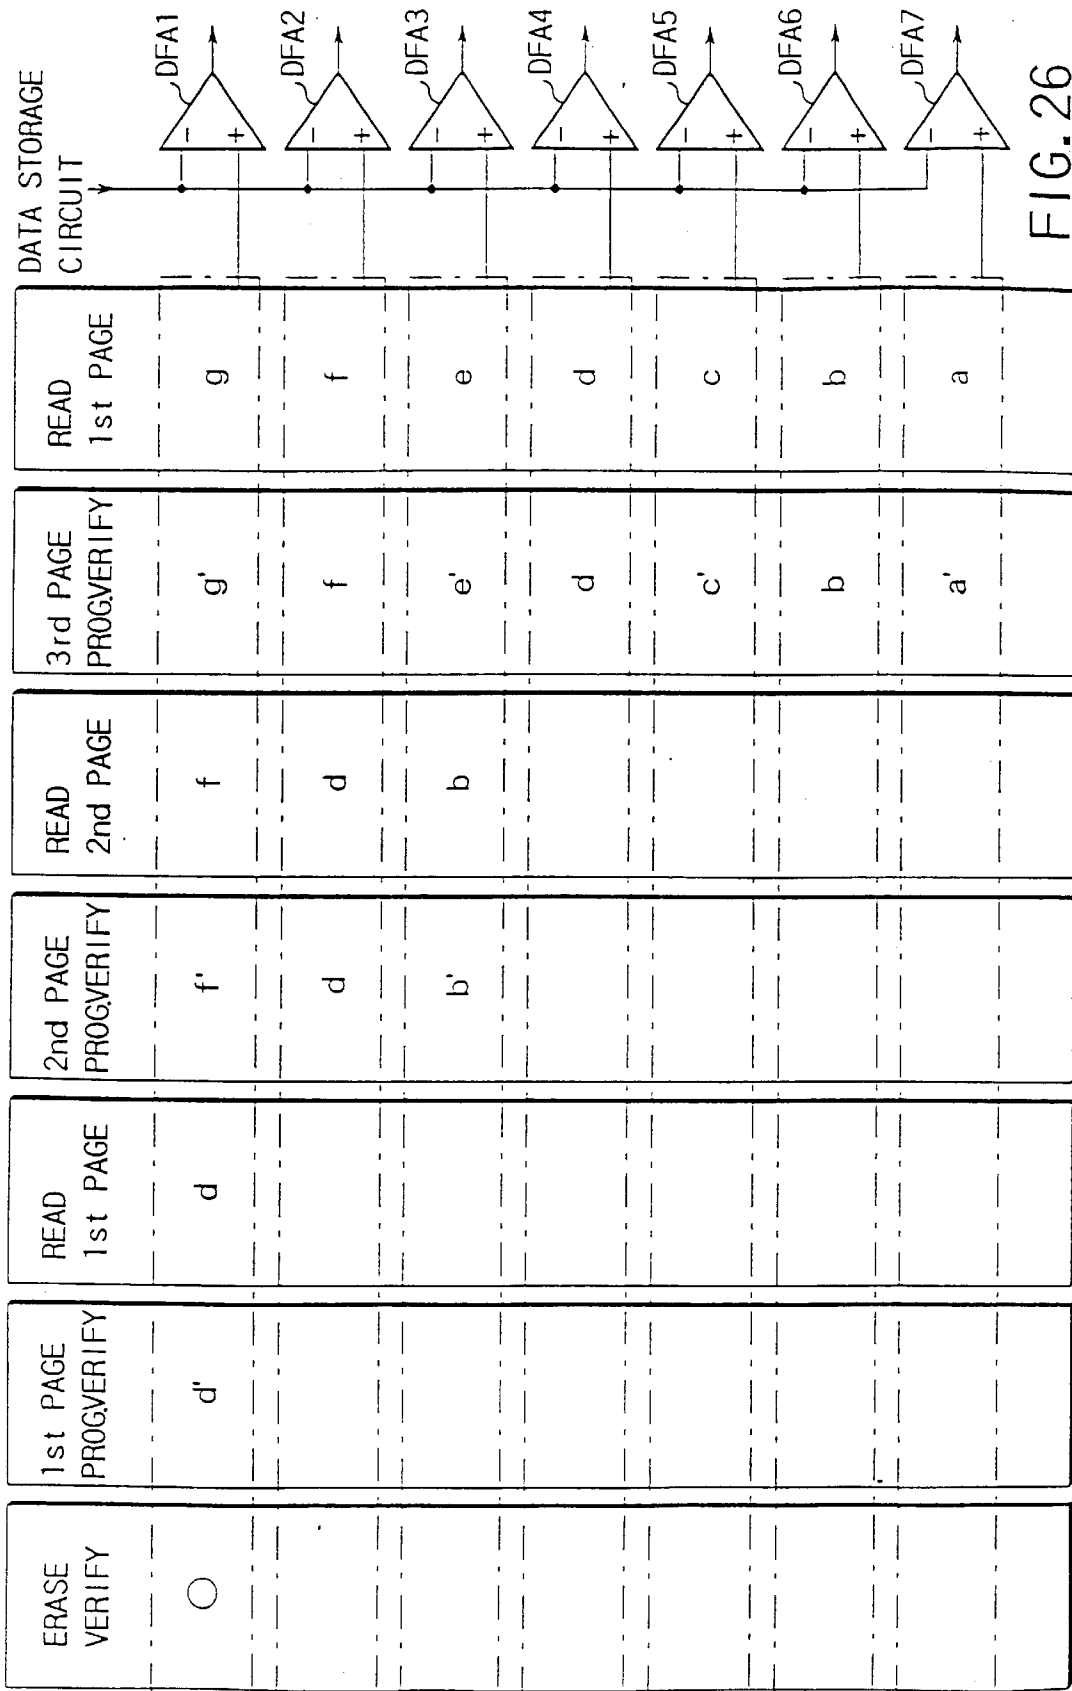 ERASE
VERIFY
1st PAGE
PROG.VERIFY
READ
1st PAGE
2nd PAGE
PROG.VERIFY
READ
2nd PAGE
3rd PAGE
PROG.VERIFY
READ
1st PAGE
DATA STORAGE
CIRCUIT
O d' d f' f g' g - + DFA1
d d f f - + DFA2
b' b e' e - + DFA3
d d - + DFA4
c' c - + DFA5
b b - + DFA6
a' a - + DFA7
FIG.26